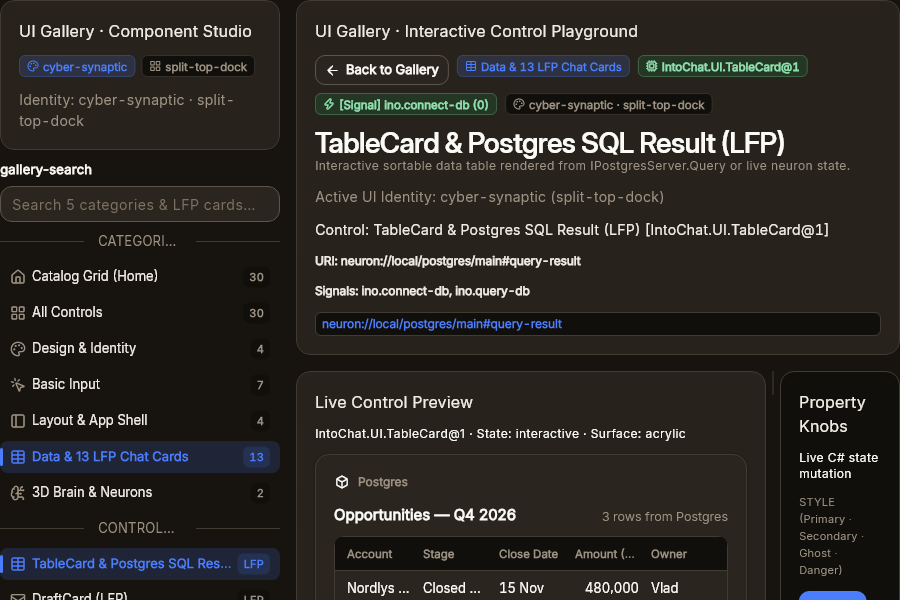 UI Gallery · Component Studio
cyber-synaptic
split-top-dock
Identity: cyber-synaptic · split-
top-dock
gallery-search
Search 5 categories & LFP cards...
CATEGORI...
Catalog Grid (Home)
30
All Controls
30
Design & Identity
4
Basic Input
7
Layout & App Shell
4
Data & 13 LFP Chat Cards
13
3D Brain & Neurons
2
CONTROL...
TableCard & Postgres SQL Res...
LFP
DraftCard (LFP)
LFP
UI Gallery · Interactive Control Playground
← Back to Gallery
Data & 13 LFP Chat Cards
IntoChat.UI.TableCard@1
[Signal] ino.connect-db (0)
cyber-synaptic · split-top-dock
TableCard & Postgres SQL Result (LFP)
Interactive sortable data table rendered from IPostgresServer.Query or live neuron state.
Active UI Identity: cyber-synaptic (split-top-dock)
Control: TableCard & Postgres SQL Result (LFP) [IntoChat.UI.TableCard@1]
URI: neuron://local/postgres/main#query-result
Signals: ino.connect-db, ino.query-db
neuron://local/postgres/main#query-result
Live Control Preview
IntoChat.UI.TableCard@1 · State: interactive · Surface: acrylic
Postgres
Opportunities — Q4 2026
3 rows from Postgres
Account Stage Close Date Amount (... Owner
Nordlys ... Closed ... 15 Nov 480,000 Vlad
Property
Knobs
Live C# state
mutation
STYLE
(Primary ·
Secondary ·
Ghost ·
Danger)